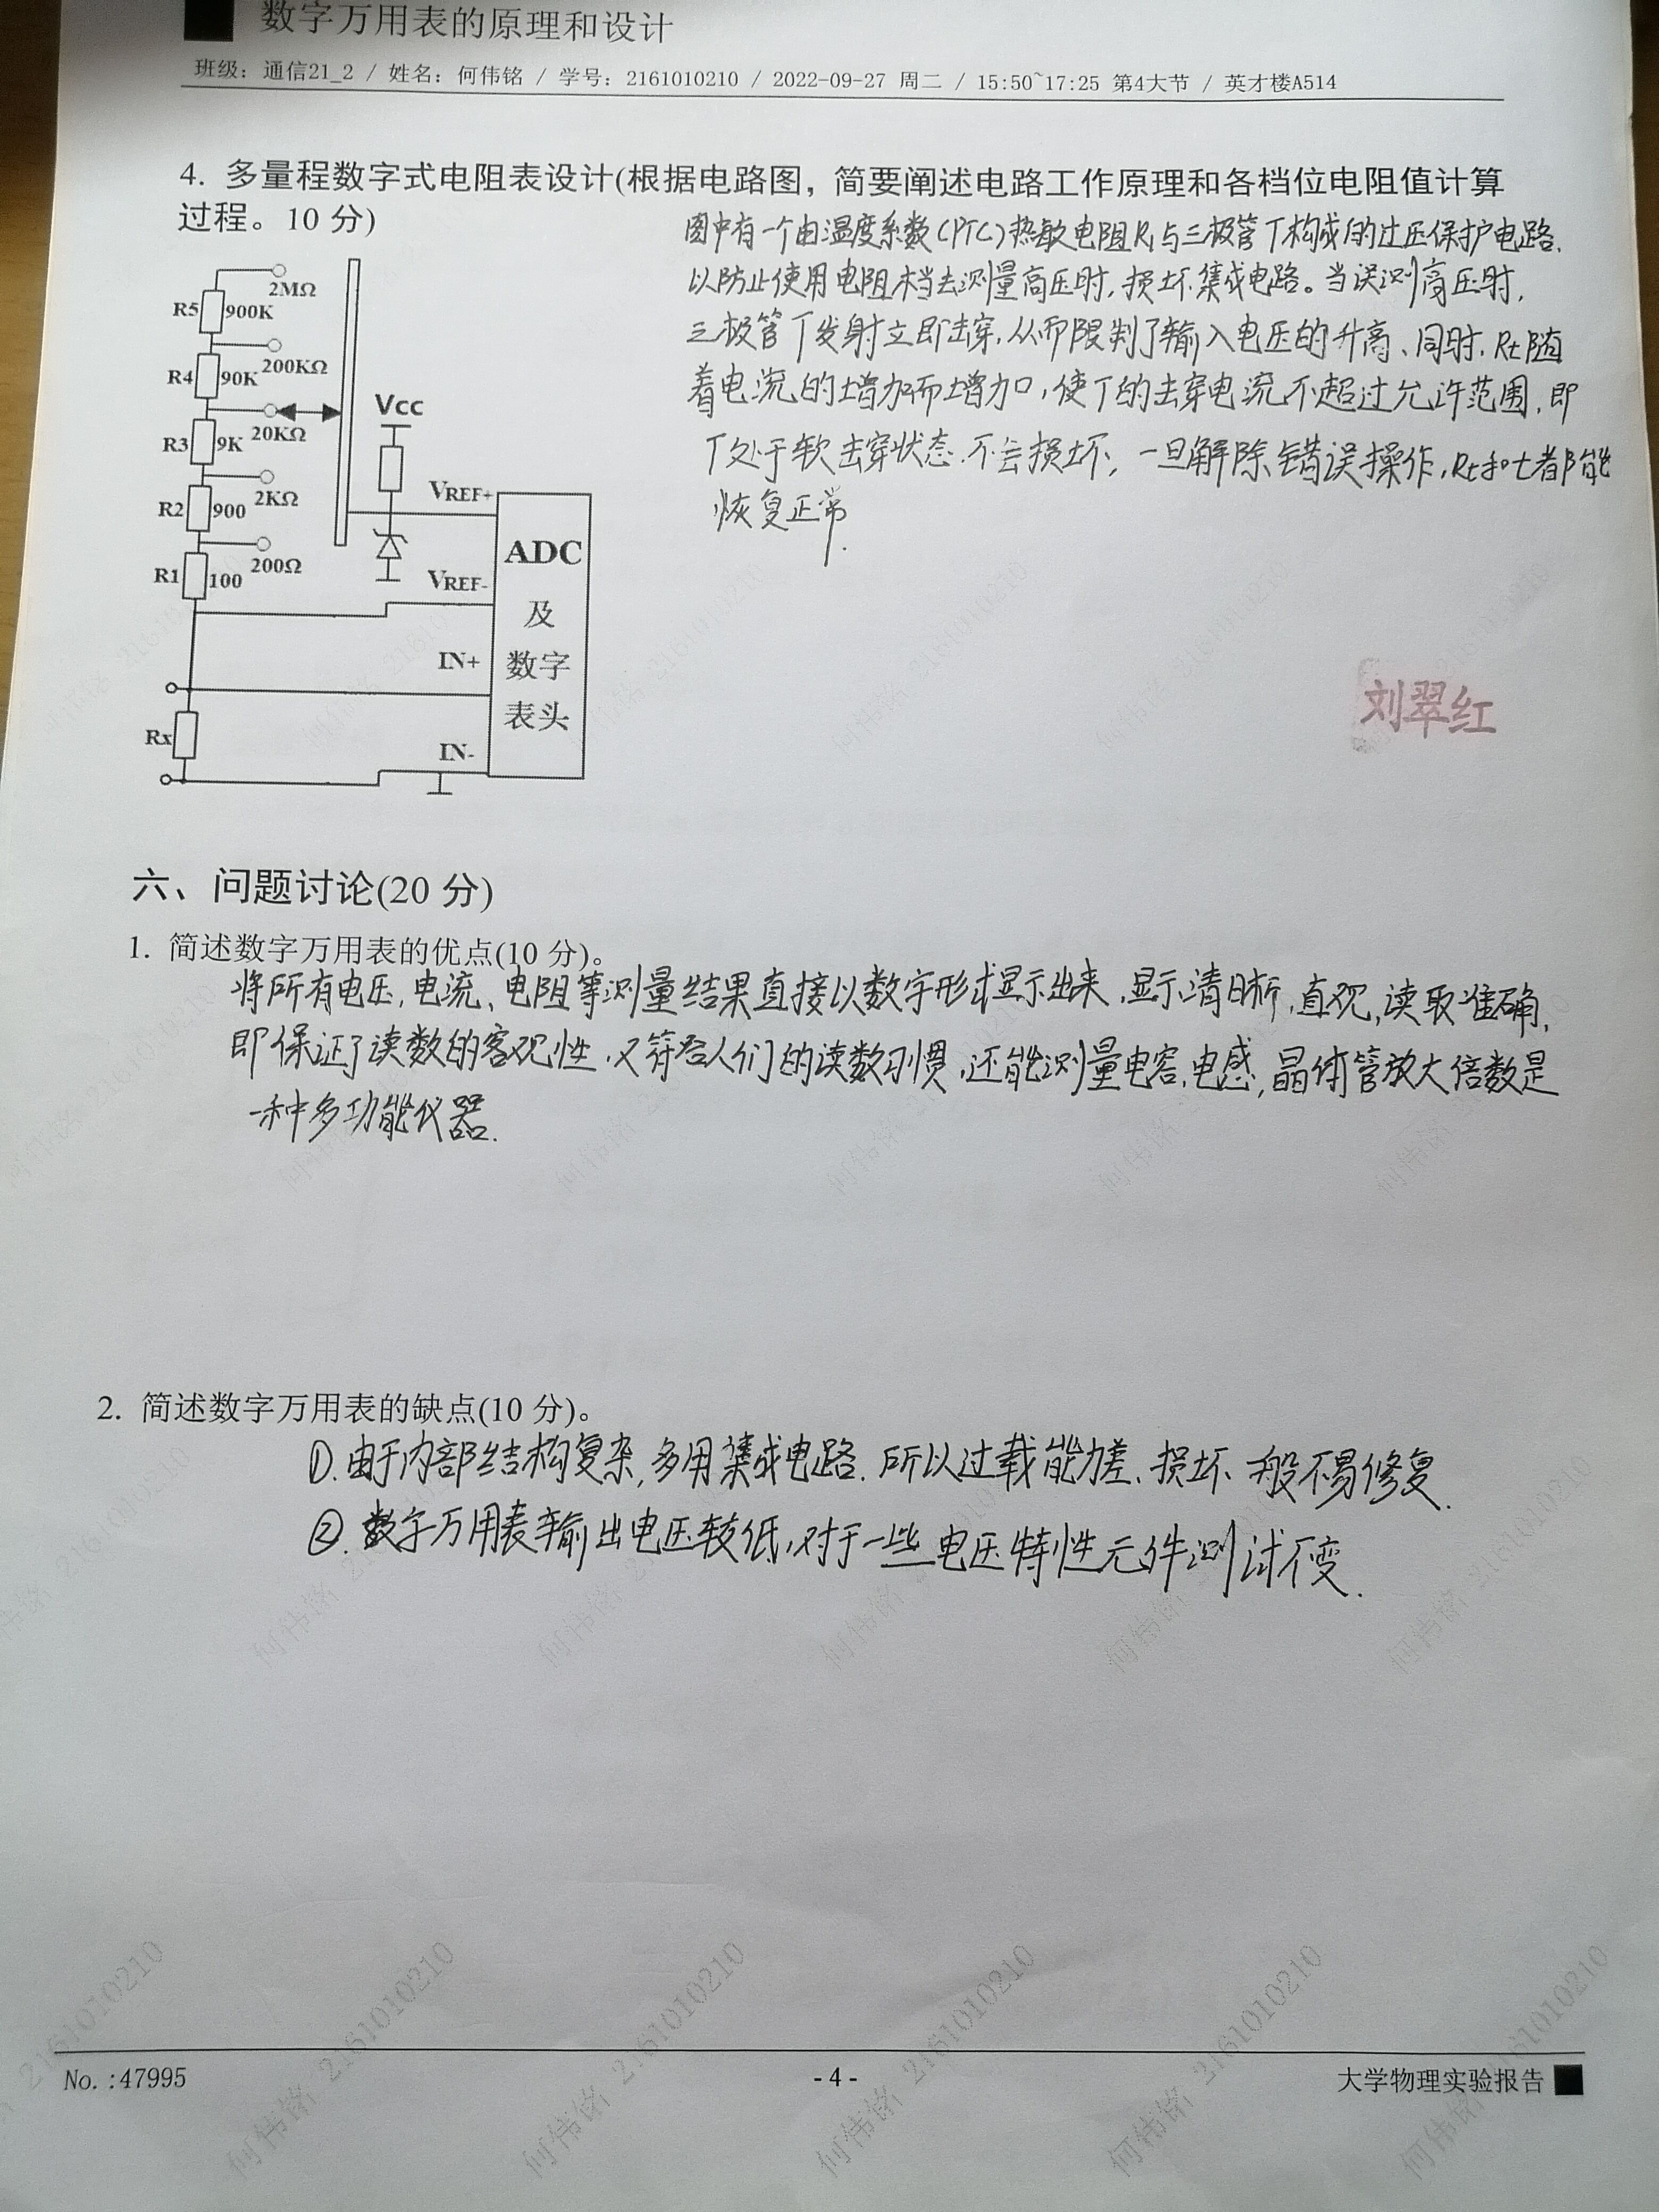 数字万用表的原理和设计
班级：通信21_2 / 姓名：何伟铭 / 学号：2161010210 / 2022-09-27 周二 / 15:50~17:25 第4大节 / 英才楼A514
4. 多量程数字式电阻表设计(根据电路图，简要阐述电路工作原理和各档位电阻值计算
过程。10 分)
图中有一个由温度系数(PTC)热敏电阻R₁与三极管T构成的过压保护电路.
以防止使用电阻档去测量高压时,损坏集成电路。当误测高压时,
三极管T发射立即击穿,从而限制了输入电压的升高、同时,Rt随
着电流的增加而增加,使T的击穿电流不超过允许范围,即
T处于软击穿状态.不会损坏,一旦解除错误操作,Rt和t都能
恢复正常.
2MΩ
R5 900K
200KΩ
R4 90K
Vcc
20KΩ
R3 9K
2KΩ
VREF+
R2 900
ADC
200Ω
R1 100
VREF-
及
IN+
数字
表头
Rx
IN-
刘翠红
六、问题讨论(20 分)
1. 简述数字万用表的优点(10 分)。
将所有电压,电流、电阻等测量结果直接以数字形式显示出来,显示清晰,直观,读取准确,
即保证了读数的客观性,又符合人们的读数习惯,还能测量电容,电感,晶体管放大倍数是
一种多功能仪器.
2. 简述数字万用表的缺点(10 分)。
①.由于内部结构复杂,多用集成电路.所以过载能力差、损坏一般不易修复.
②.数字万用表输出电压较低,对于一些电压特性元件测试不变.
No. :47995
- 4 -
大学物理实验报告
何伟铭 2161010210